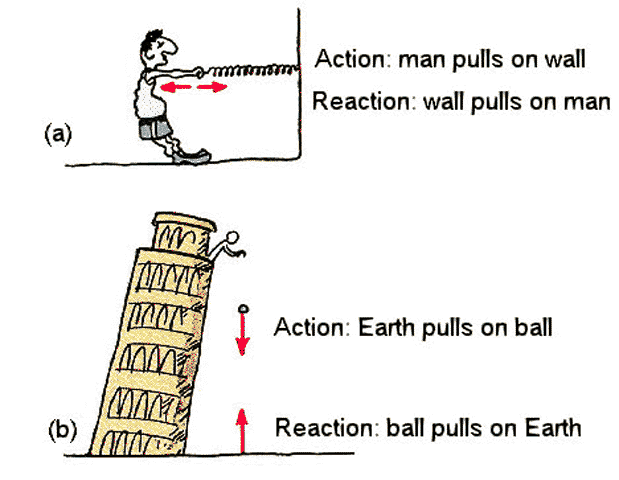 Action: man pulls on wall
Reaction: wall pulls on man
(a)
Action: Earth pulls on ball
(b)
Reaction: ball pulls on Earth